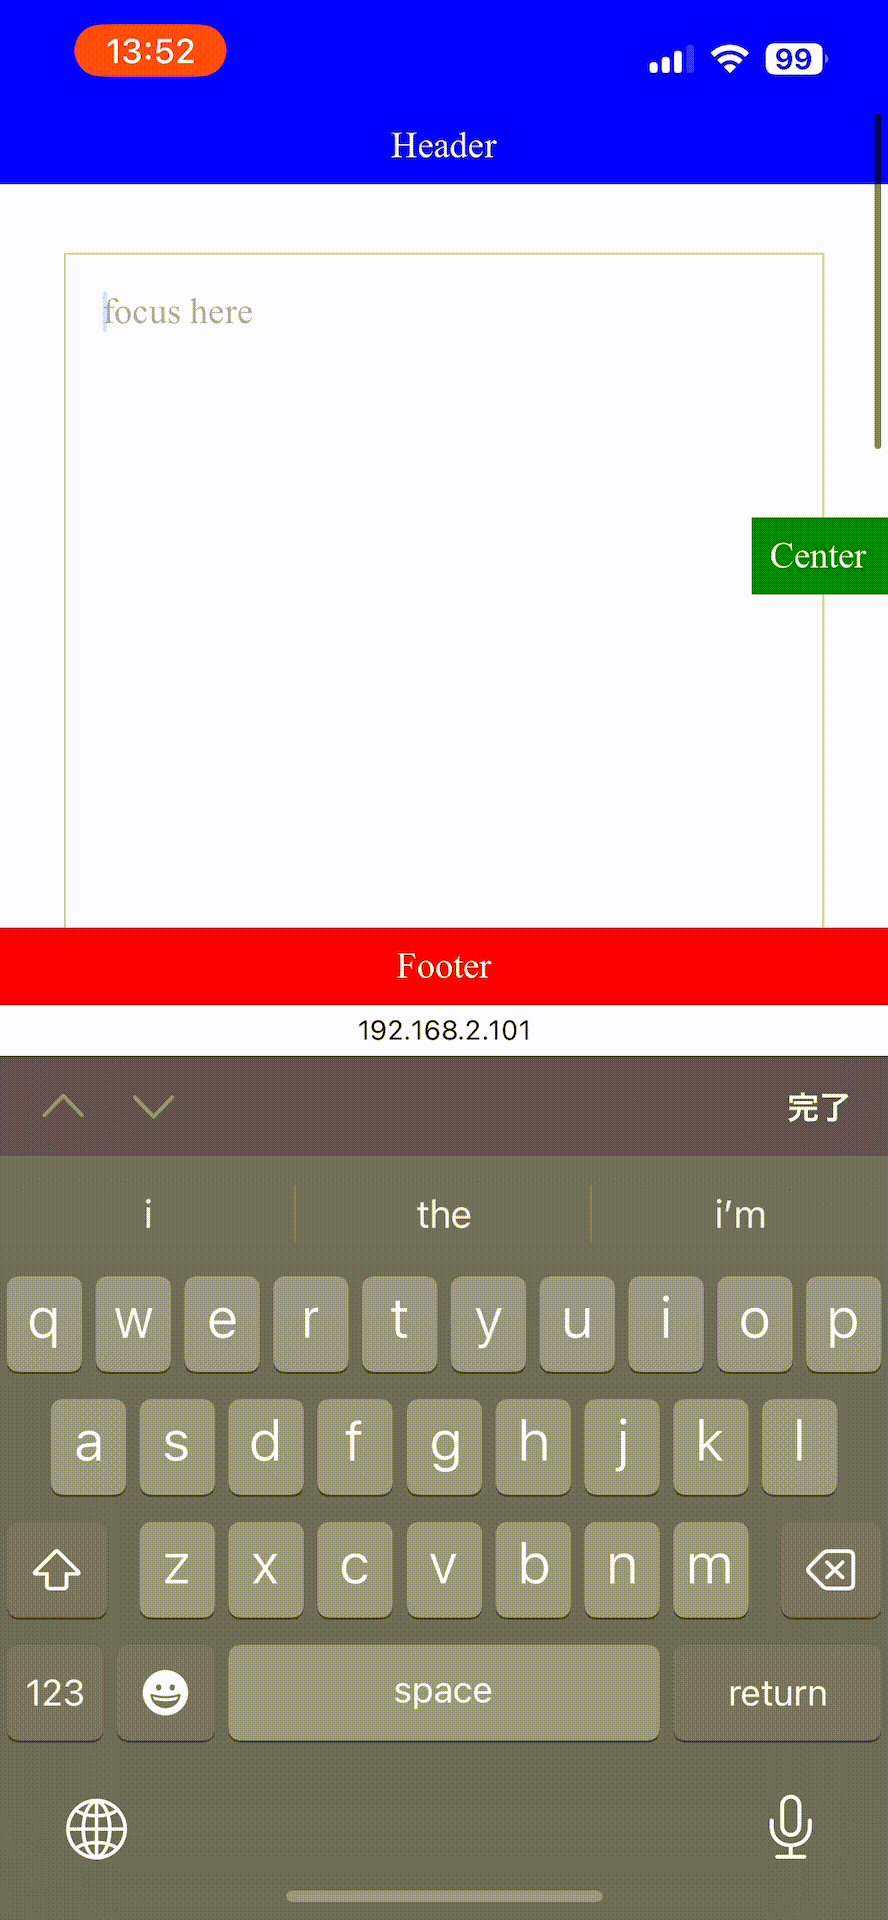 13:52 99
Header
focus here
Center
Footer
192.168.2.101
完了
i the i’m
q w e r t y u i o p
a s d f g h j k l
z x c v b n m
123 space return